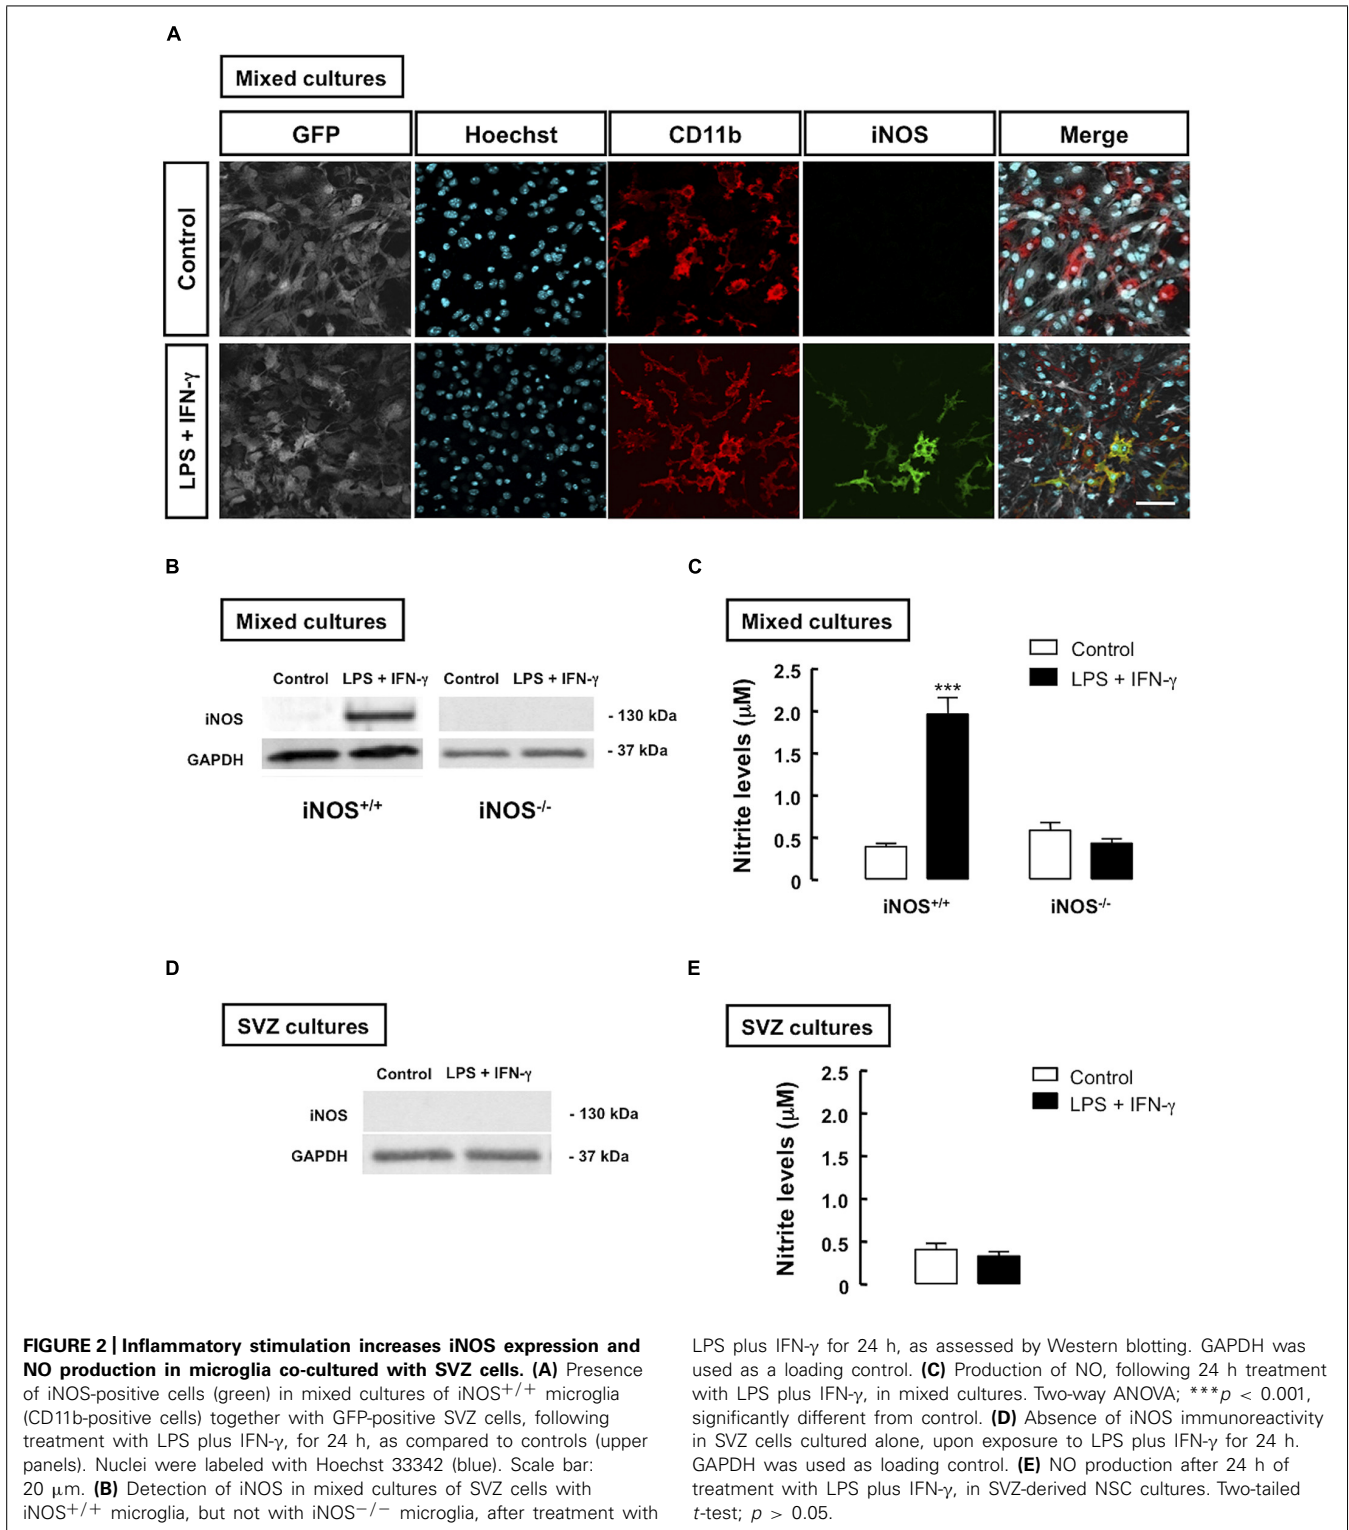 A
Mixed cultures
GFP Hoechst CD11b iNOS Merge
Control
LPS + IFN-γ
B
Mixed cultures
Control LPS + IFN-γ Control LPS + IFN-γ
iNOS - 130 kDa
GAPDH - 37 kDa
iNOS+/+ iNOS-/-
C
Mixed cultures
Control
LPS + IFN-γ
Nitrite levels (μM)
2.5
2.0
1.5
1.0
0.5
0
***
iNOS+/+ iNOS-/-
D
SVZ cultures
Control LPS + IFN-γ
iNOS - 130 kDa
GAPDH - 37 kDa
E
SVZ cultures
Control
LPS + IFN-γ
Nitrite levels (μM)
2.5
2.0
1.5
1.0
0.5
0
FIGURE 2 | Inflammatory stimulation increases iNOS expression and
NO production in microglia co-cultured with SVZ cells. (A) Presence
of iNOS-positive cells (green) in mixed cultures of iNOS+/+ microglia
(CD11b-positive cells) together with GFP-positive SVZ cells, following
treatment with LPS plus IFN-γ, for 24 h, as compared to controls (upper
panels). Nuclei were labeled with Hoechst 33342 (blue). Scale bar:
20 μm. (B) Detection of iNOS in mixed cultures of SVZ cells with
iNOS+/+ microglia, but not with iNOS−/− microglia, after treatment with
LPS plus IFN-γ for 24 h, as assessed by Western blotting. GAPDH was
used as a loading control. (C) Production of NO, following 24 h treatment
with LPS plus IFN-γ, in mixed cultures. Two-way ANOVA; ***p < 0.001,
significantly different from control. (D) Absence of iNOS immunoreactivity
in SVZ cells cultured alone, upon exposure to LPS plus IFN-γ for 24 h.
GAPDH was used as loading control. (E) NO production after 24 h of
treatment with LPS plus IFN-γ, in SVZ-derived NSC cultures. Two-tailed
t-test; p > 0.05.